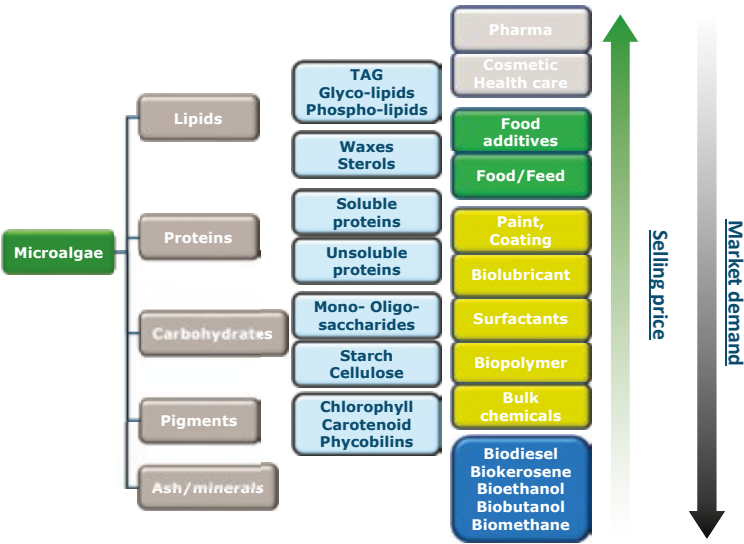 Microalgae
Lipids
Proteins
Carbohydrates
Pigments
Ash/minerals
TAG
Glyco-lipids
Phospho-lipids
Waxes
Sterols
Soluble
proteins
Unsoluble
proteins
Mono- Oligo-
saccharides
Starch
Cellulose
Chlorophyll
Carotenoid
Phycobilins
Pharma
Cosmetic
Health care
Food
additives
Food/Feed
Paint,
Coating
Biolubricant
Surfactants
Biopolymer
Bulk
chemicals
Biodiesel
Biokerosene
Bioethanol
Biobutanol
Biomethane
Selling price
Market demand